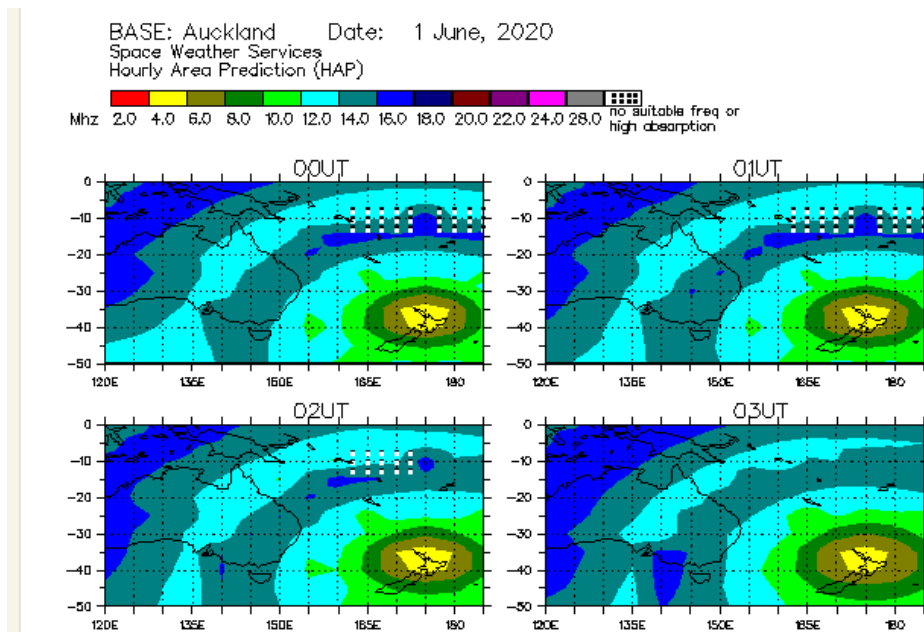 BASE: Auckland Date: 1 June, 2020
Space Weather Services
Hourly Area Prediction (HAP)
Mhz 2.0 4.0 6.0 8.0 10.0 12.0 14.0 16.0 18.0 20.0 22.0 24.0 28.0 no suitable freq or
high absorption
00UT 01UT
0 0
-10 -10
-20 -20
-30 -30
-40 -40
-50 -50
120E 135E 150E 165E 180 120E 135E 150E 165E 180
02UT 03UT
0 0
-10 -10
-20 -20
-30 -30
-40 -40
-50 -50
120E 135E 150E 165E 180 120E 135E 150E 165E 180